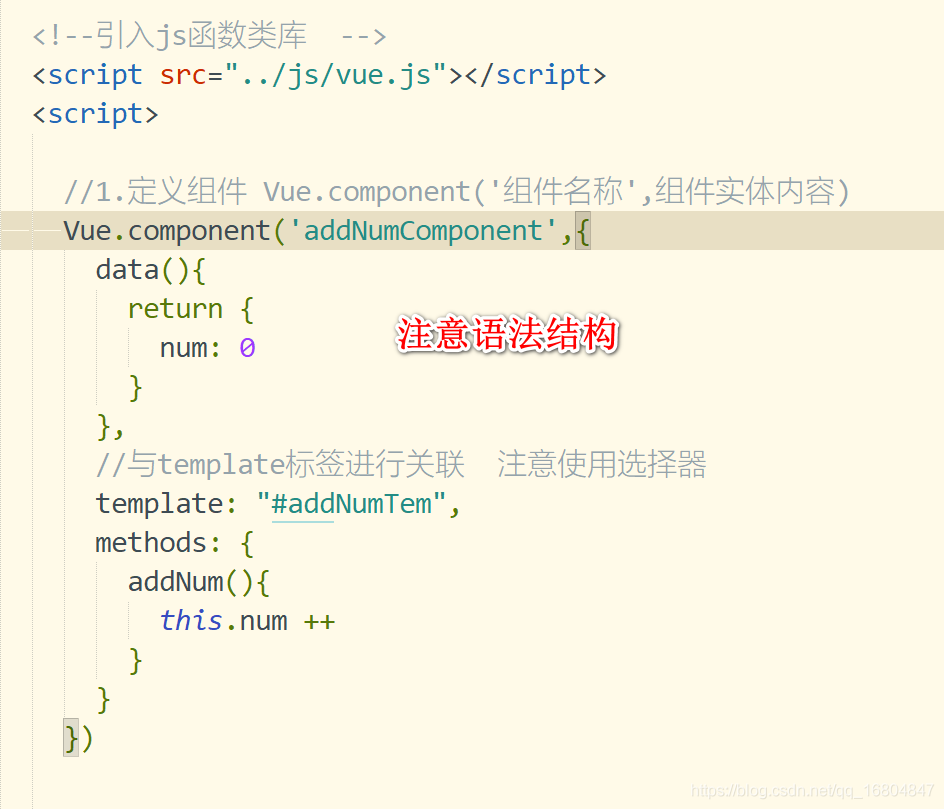 <!--引入js函数类库  -->
<script src="../js/vue.js"></script>
<script>
//1.定义组件 Vue.component('组件名称',组件实体内容)
Vue.component('addNumComponent',{
data(){
return {
num: 0
注意语法结构
}
},
//与template标签进行关联  注意使用选择器
template: "#addNumTem",
methods: {
addNum(){
this.num ++
}
}
})
https://blog.csdn.net/qq_16804847